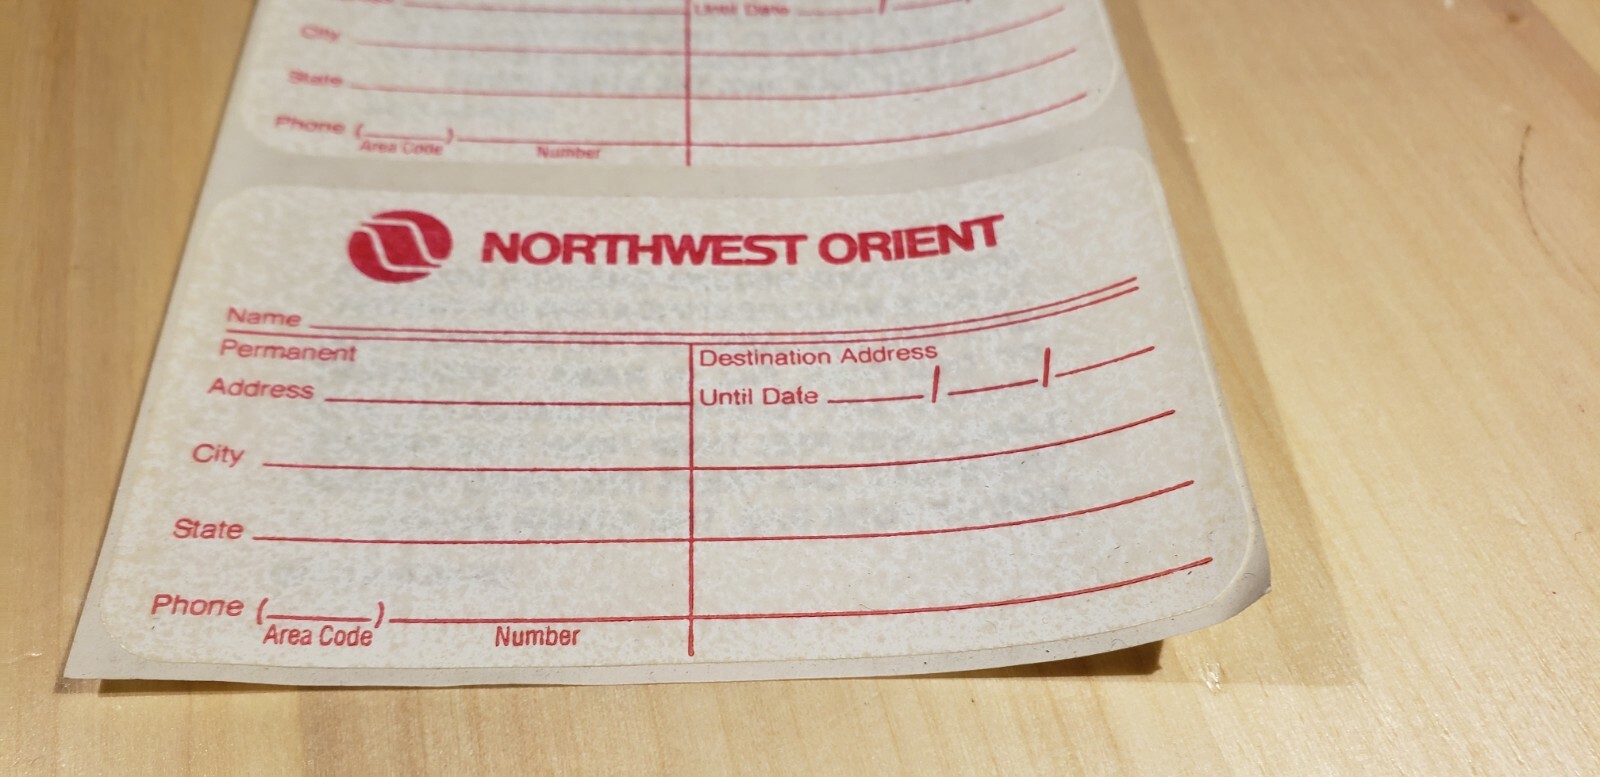 Until Date / /
City
State
Phone ( )
Area Code Number
NORTHWEST ORIENT
Name
Permanent Destination Address
Address Until Date / /
City
State
Phone ( )
Area Code Number